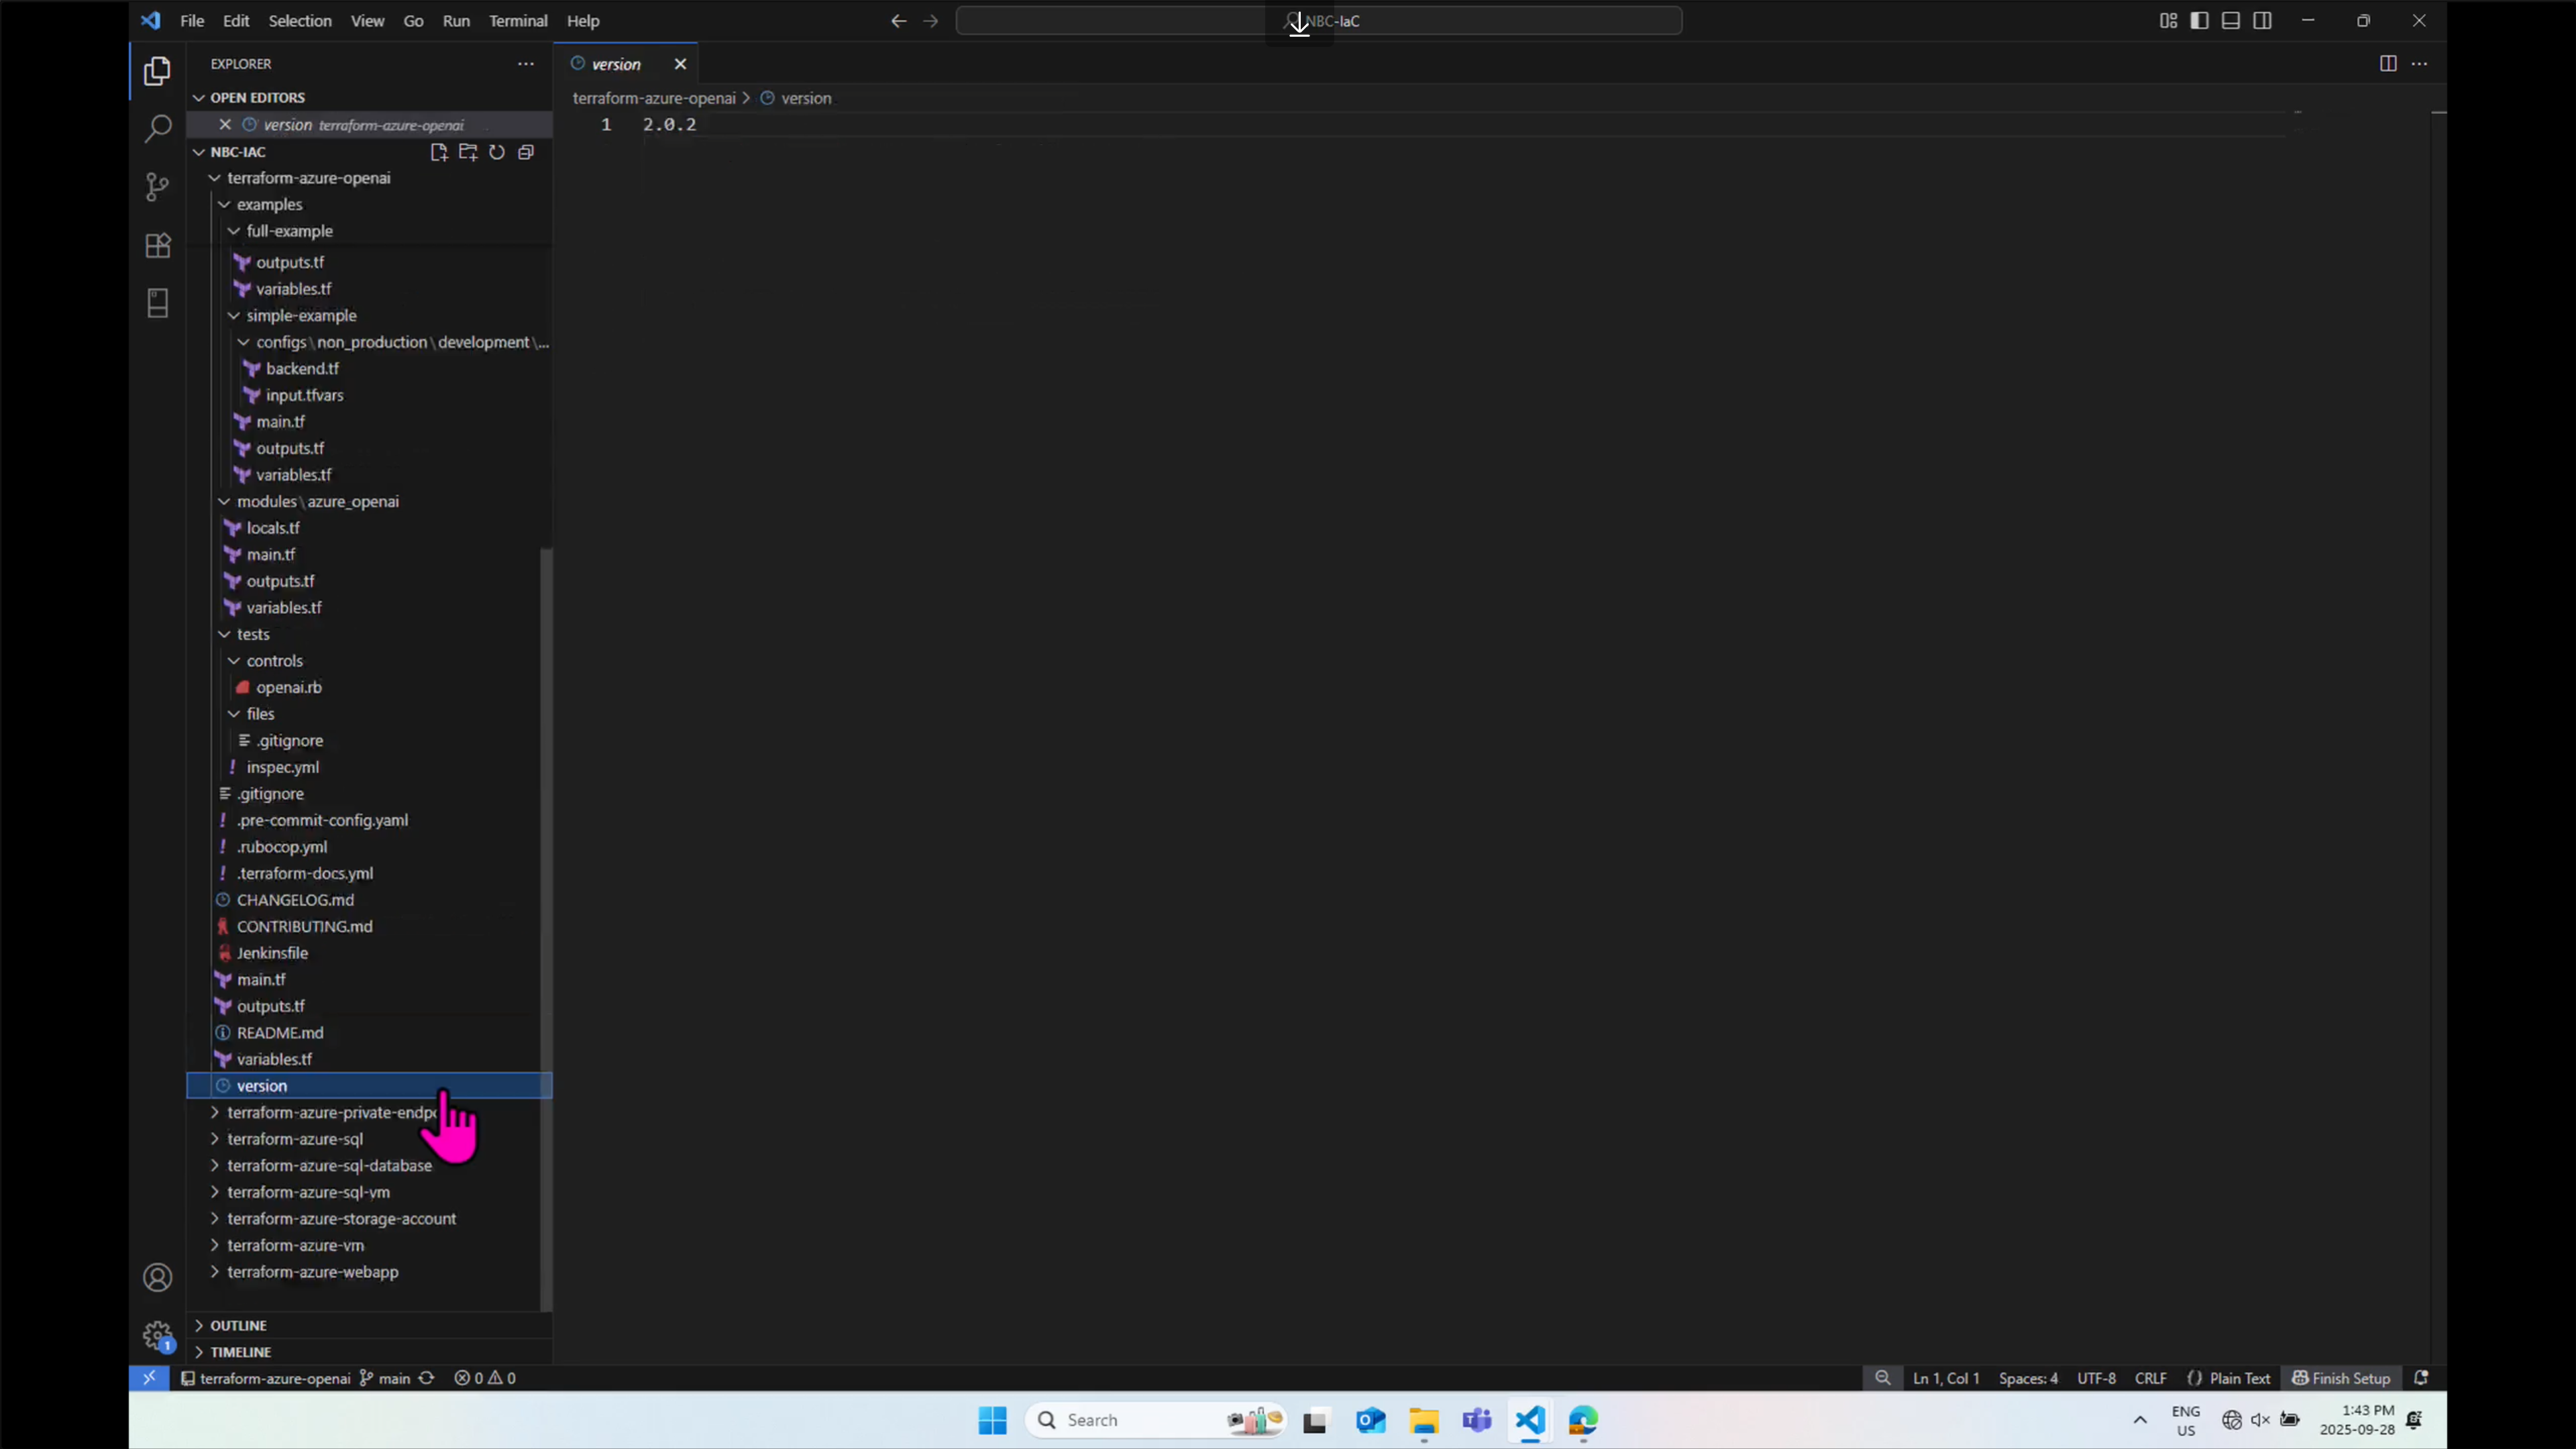 File Edit Selection View Go Run Terminal Help
NBC-IaC
EXPLORER
OPEN EDITORS
version terraform-azure-openai
NBC-IAC
terraform-azure-openai
examples
full-example
outputs.tf
variables.tf
simple-example
configs\non_production\development\...
backend.tf
input.tfvars
main.tf
outputs.tf
variables.tf
modules\azure_openai
locals.tf
main.tf
outputs.tf
variables.tf
tests
controls
openai.rb
files
.gitignore
inspec.yml
.gitignore
.pre-commit-config.yaml
.rubocop.yml
.terraform-docs.yml
CHANGELOG.md
CONTRIBUTING.md
Jenkinsfile
main.tf
outputs.tf
README.md
variables.tf
version
terraform-azure-private-endpo
terraform-azure-sql
terraform-azure-sql-database
terraform-azure-sql-vm
terraform-azure-storage-account
terraform-azure-vm
terraform-azure-webapp
OUTLINE
TIMELINE
version
terraform-azure-openai > version
1 2.0.2
1
terraform-azure-openai main 0 0
Ln 1, Col 1 Spaces: 4 UTF-8 CRLF {} Plain Text Finish Setup
Search
ENG
US
1:43 PM
2025-09-28